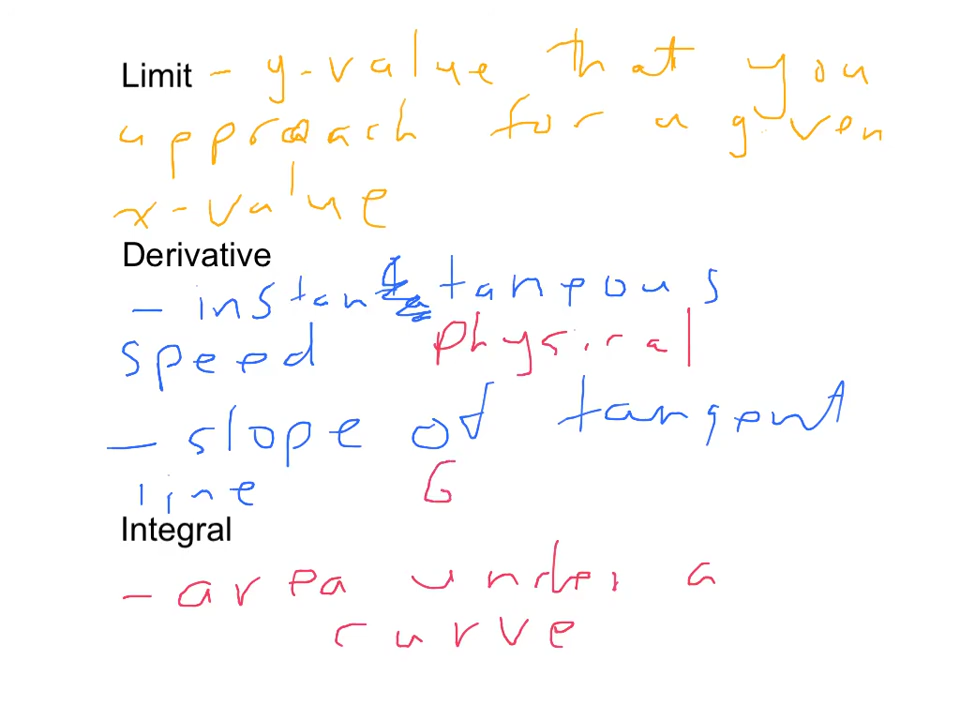 Limit - y-value that you
approach for a given
x-value
Derivative
- instantaneous
speed physical
- slope of tangent
line G
Integral
- area under a
curve